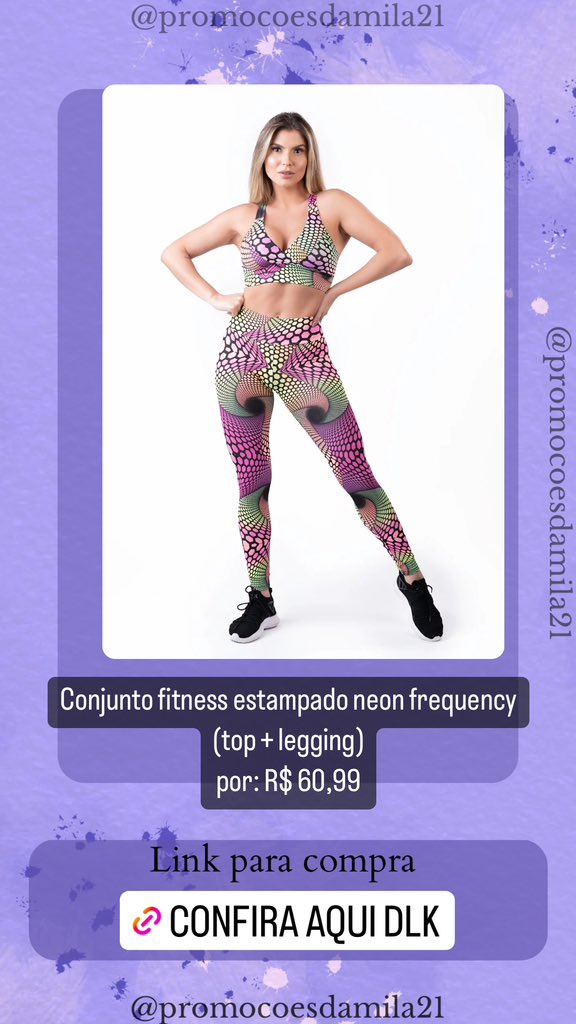 @promocoesdamila21
@promocoesdamila21
Conjunto fitness estampado neon frequency
(top + legging)
por: R$ 60,99
Link para compra
CONFIRA AQUI DLK
@promocoesdamila21